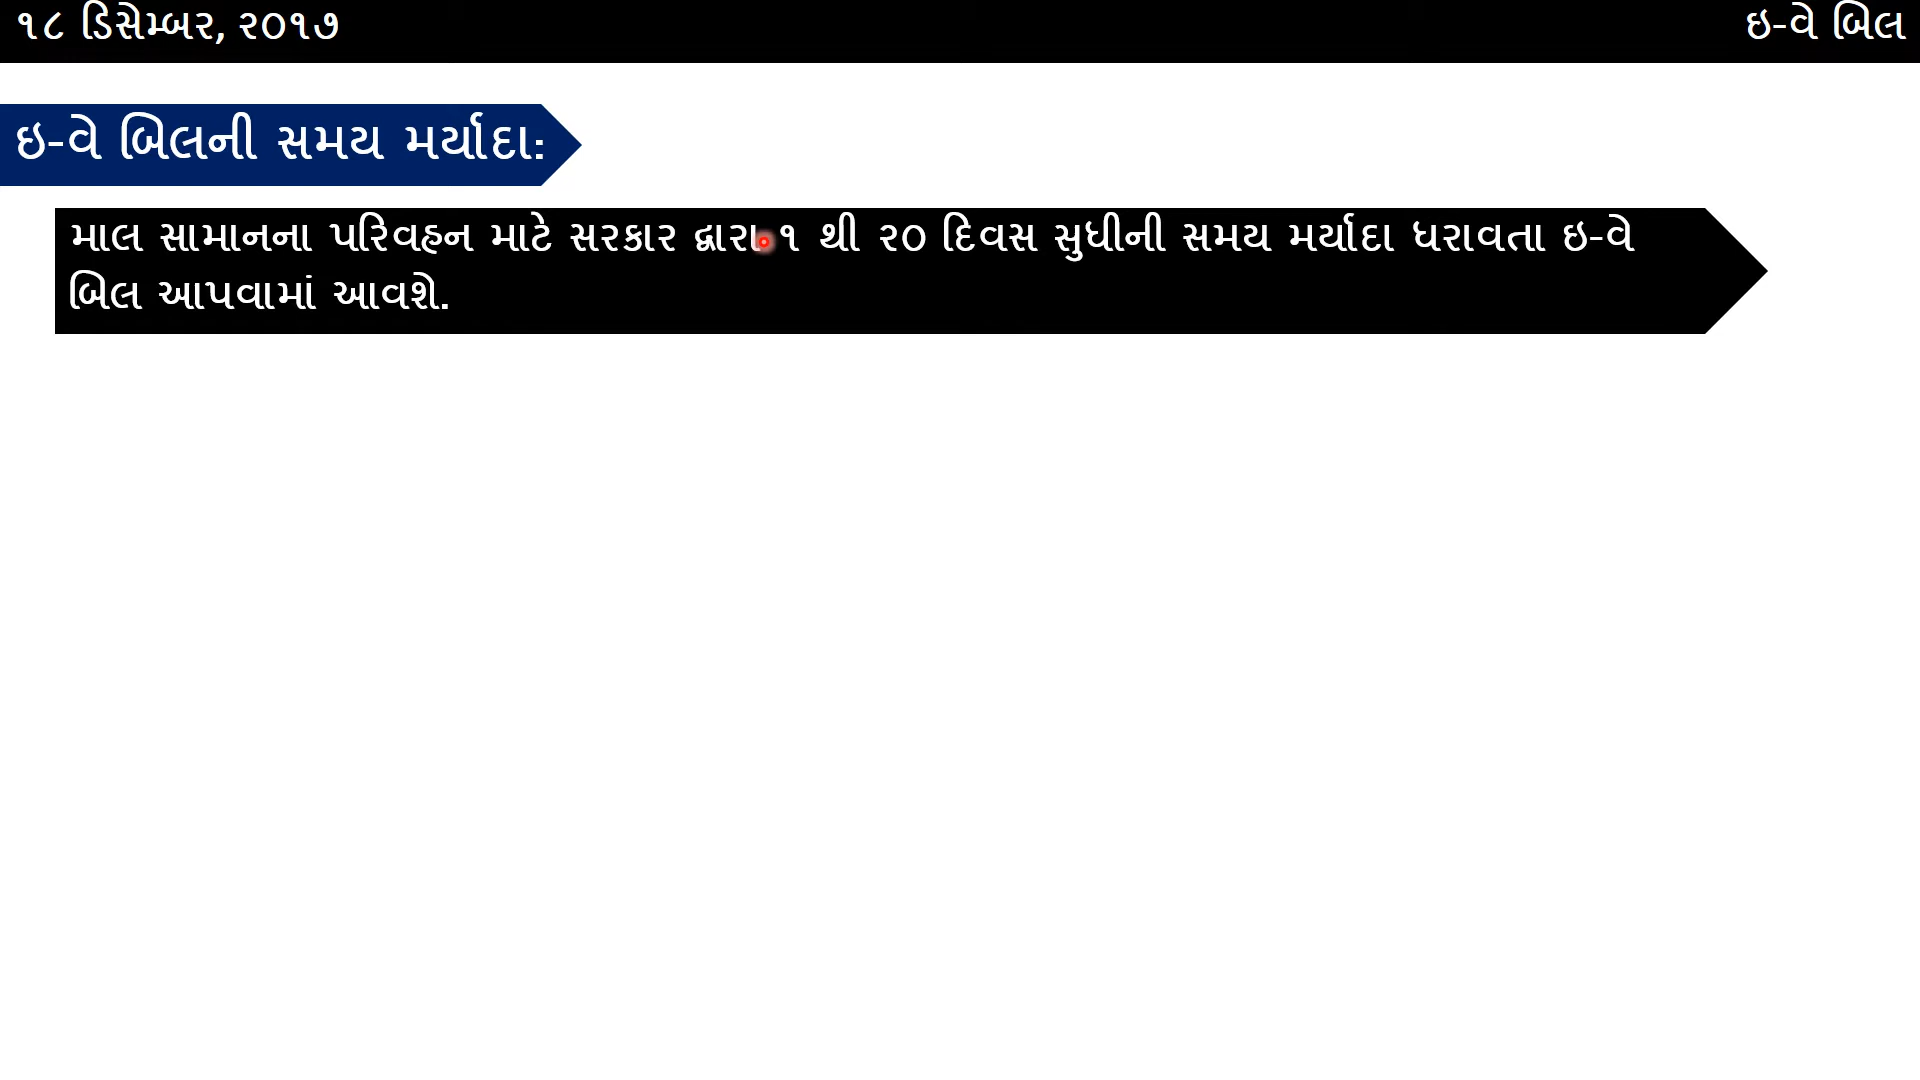 ૧૮ ડિસેમ્બર, ૨૦૧૭
ઇ-વે બિલ
ઇ-વે બિલની સમય મર્યાદા:
માલ સામાનના પરિવહન માટે સરકાર દ્વારા ૧ થી ૨૦ દિવસ સુધીની સમય મર્યાદા ધરાવતા ઇ-વે
બિલ આપવામાં આવશે.